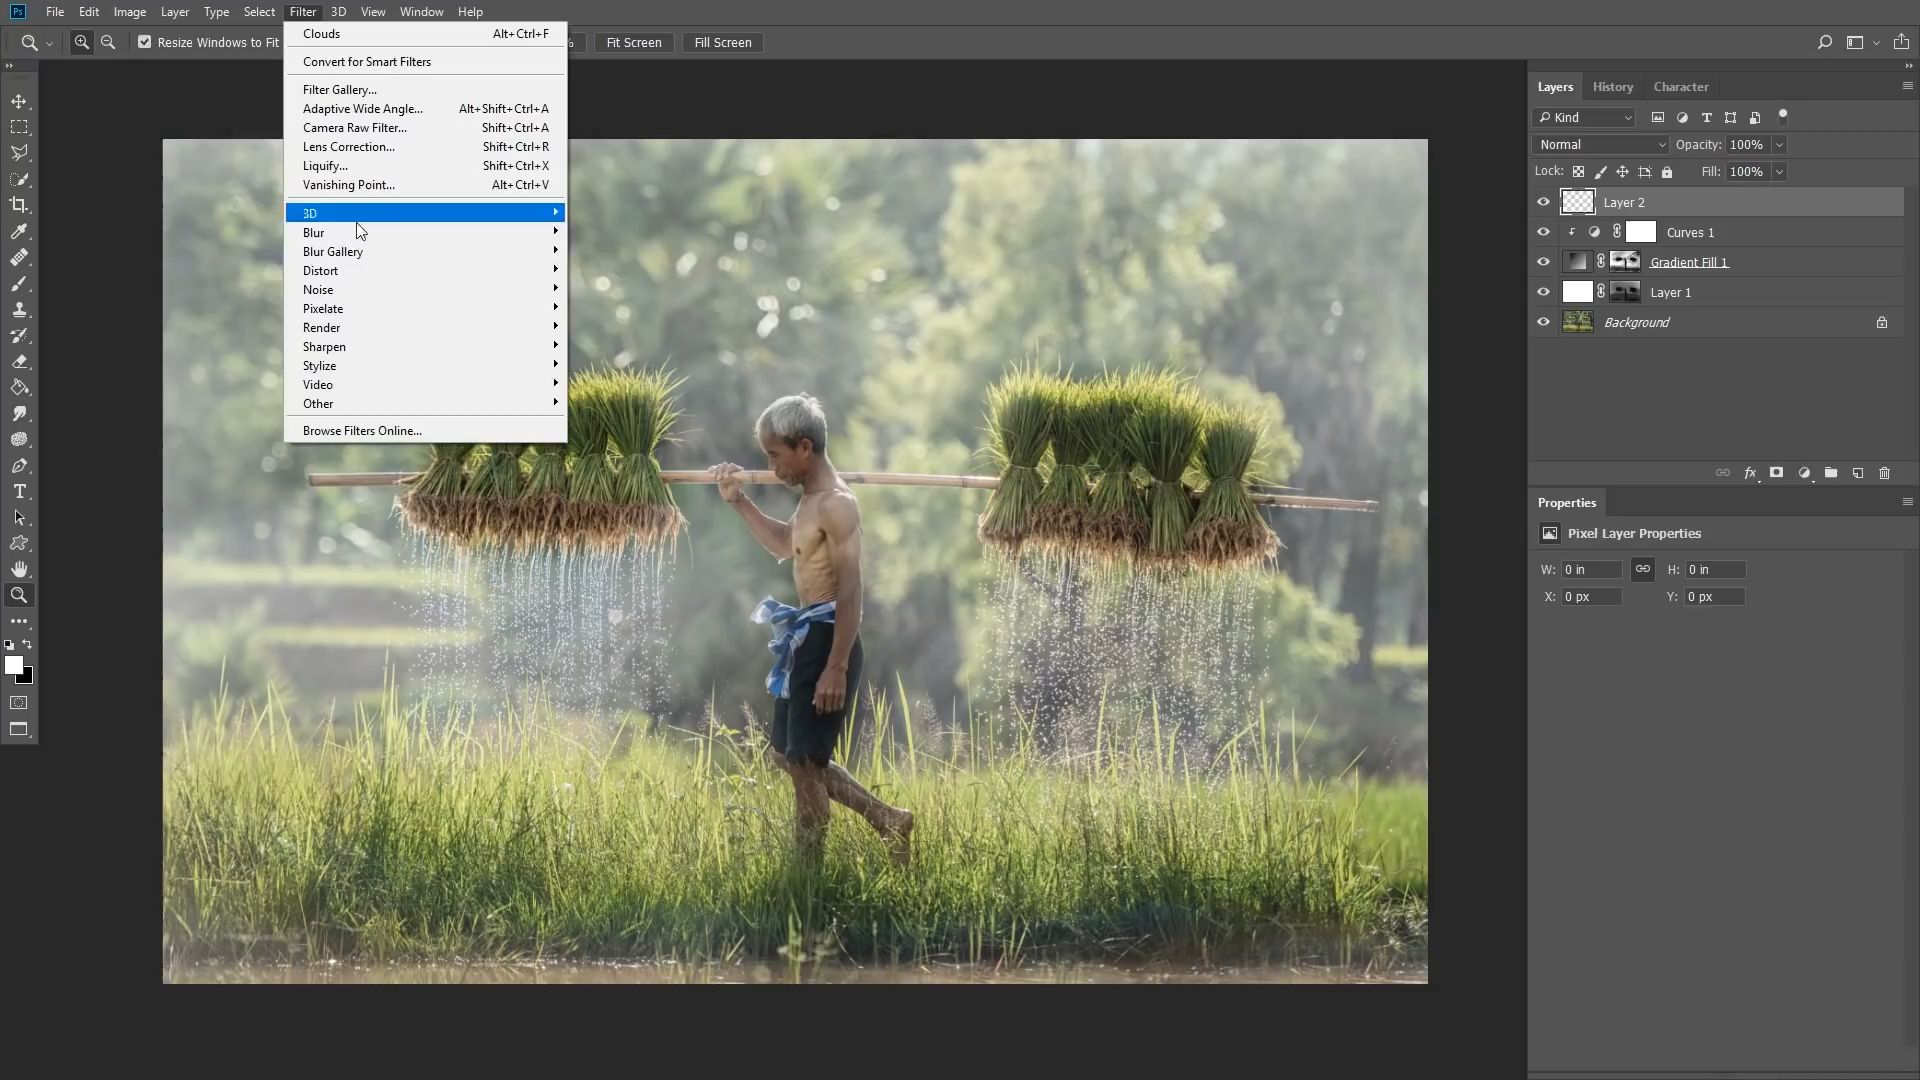 Ps File Edit Image Layer Type Select Filter 3D View Window Help
Resize Windows to Fit % Fit Screen Fill Screen
Clouds Alt+Ctrl+F
Convert for Smart Filters
Filter Gallery...
Adaptive Wide Angle... Alt+Shift+Ctrl+A
Camera Raw Filter... Shift+Ctrl+A
Lens Correction... Shift+Ctrl+R
Liquify... Shift+Ctrl+X
Vanishing Point... Alt+Ctrl+V
3D
Blur
Blur Gallery
Distort
Noise
Pixelate
Render
Sharpen
Stylize
Video
Other
Browse Filters Online...
Layers History Character
Kind
Normal Opacity: 100%
Lock: Fill: 100%
Layer 2
Curves 1
Gradient Fill 1
Layer 1
Background
fx
Properties
Pixel Layer Properties
W: 0 in H: 0 in
X: 0 px Y: 0 px